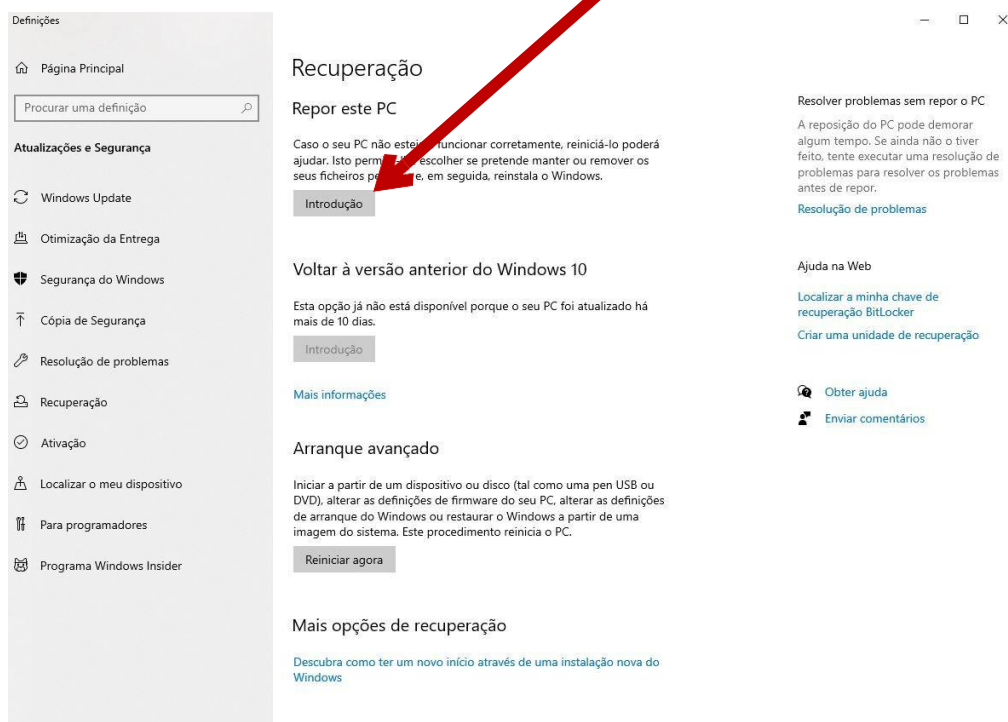 Definições
Página Principal
Procurar uma definição
Atualizações e Segurança
Windows Update
Otimização da Entrega
Segurança do Windows
Cópia de Segurança
Resolução de problemas
Recuperação
Ativação
Localizar o meu dispositivo
Para programadores
Programa Windows Insider
Recuperação
Repor este PC
Caso o seu PC não funcionar corretamente, reiniciá-lo poderá
ajudar. Isto escolher se pretende manter ou remover os
seus ficheiros e, em seguida, reinstala o Windows.
Introdução
Voltar à versão anterior do Windows 10
Esta opção já não está disponível porque o seu PC foi atualizado há
mais de 10 dias.
Introdução
Mais informações
Arranque avançado
Iniciar a partir de um dispositivo ou disco (tal como uma pen USB ou
DVD), alterar as definições de firmware do seu PC, alterar as definições
de arranque do Windows ou restaurar o Windows a partir de uma
imagem do sistema. Este procedimento reinicia o PC.
Reiniciar agora
Mais opções de recuperação
Descubra como ter um novo início através de uma instalação nova do
Windows
Resolver problemas sem repor o PC
A reposição do PC pode demorar
algum tempo. Se ainda não o tiver
feito, tente executar uma resolução de
problemas para resolver os problemas
antes de repor.
Resolução de problemas
Ajuda na Web
Localizar a minha chave de
recuperação BitLocker
Criar uma unidade de recuperação
Obter ajuda
Enviar comentários